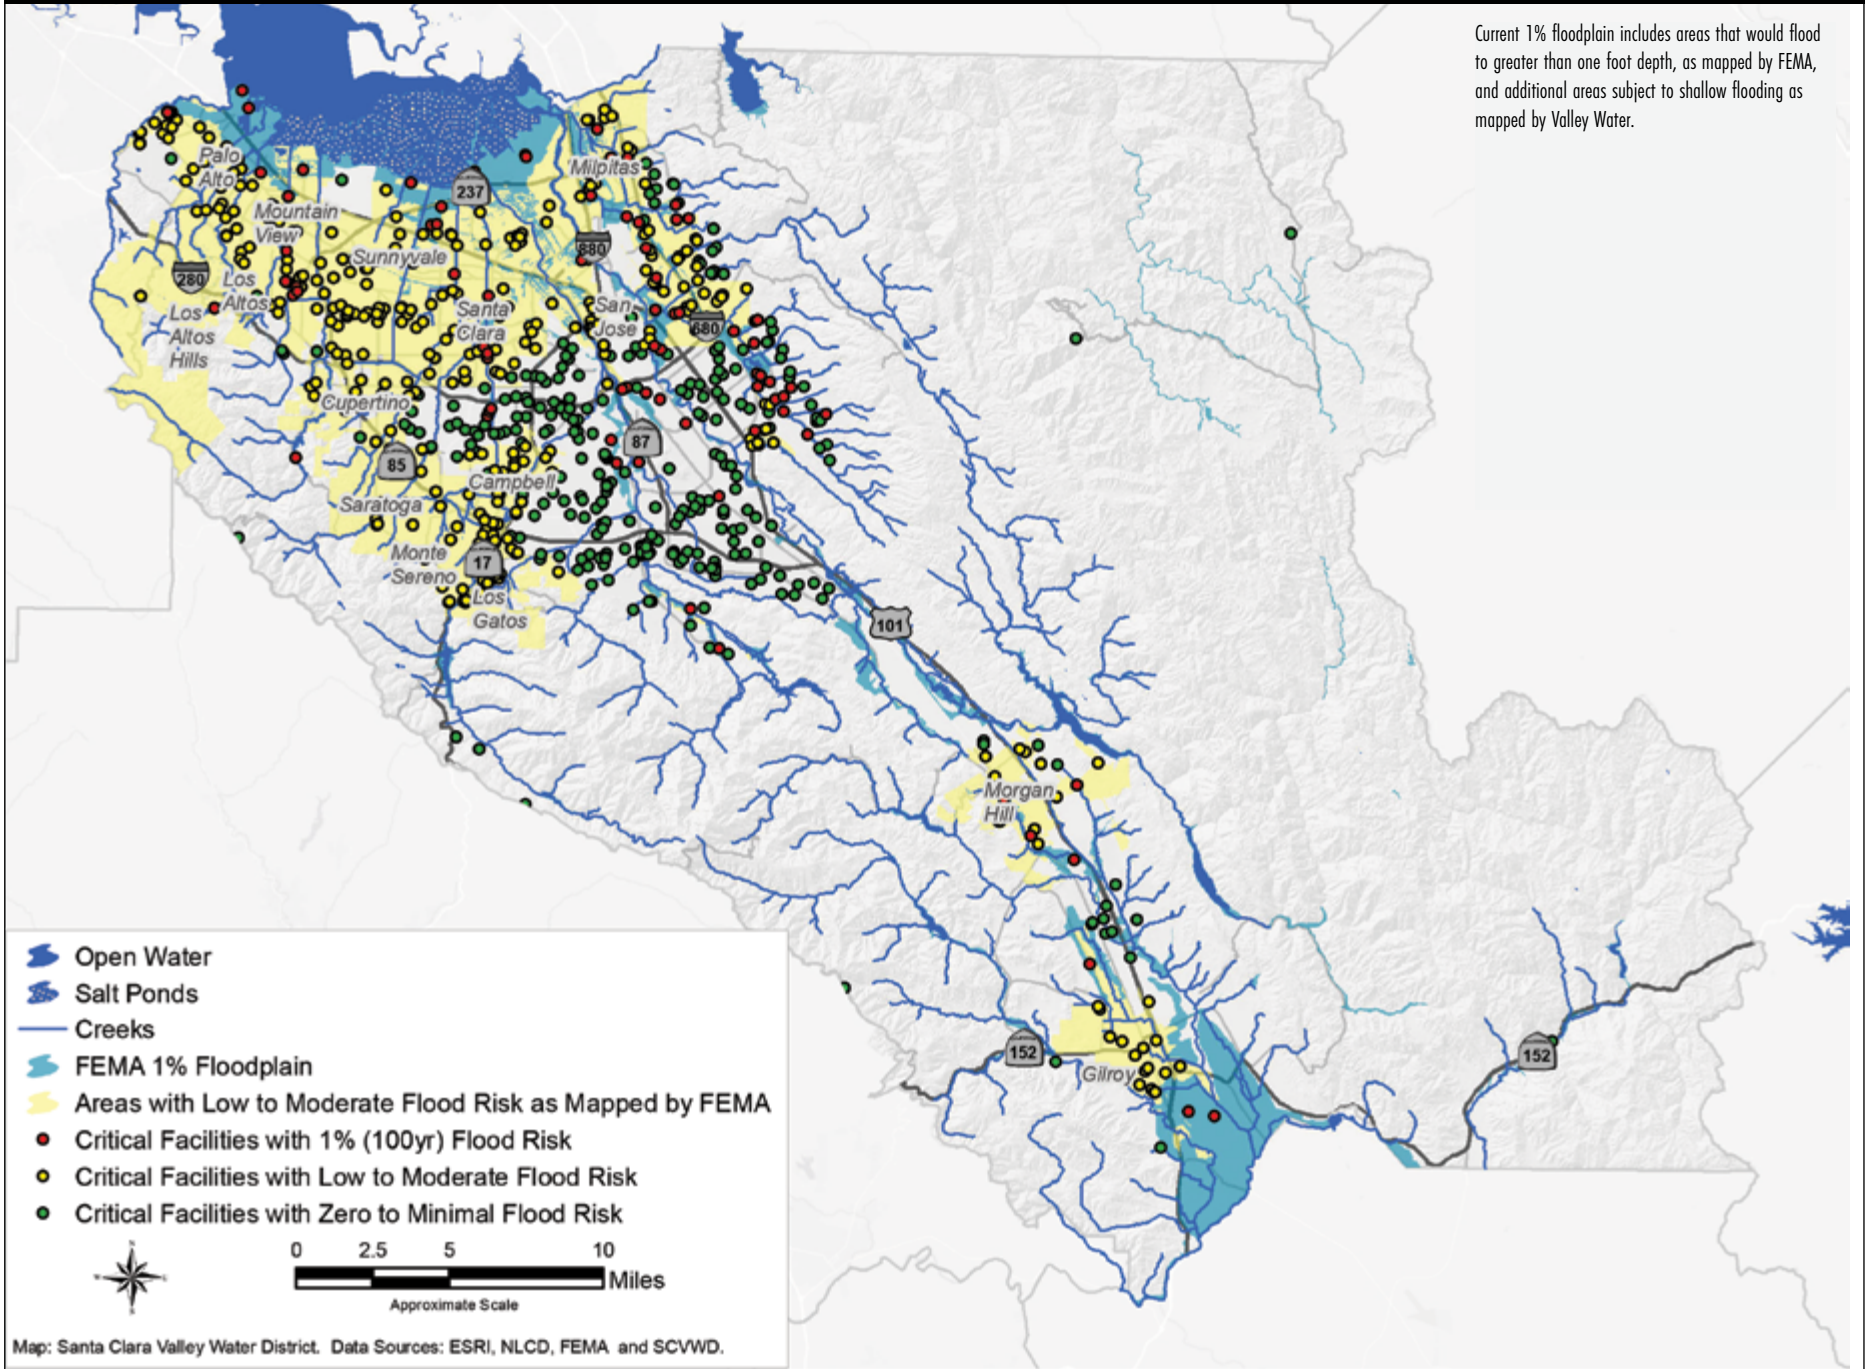 Current 1% floodplain includes areas that would flood
to greater than one foot depth, as mapped by FEMA,
and additional areas subject to shallow flooding as
mapped by Valley Water.
Palo
Alto
Mountain
View
Milpitas
237
880
280
Los
Altos
Sunnyvale
Los
Altos
Hills
Santa
Clara
San
Jose
680
Cupertino
87
85
Campbell
Saratoga
Monte
Sereno
17
Los
Gatos
101
Morgan
Hill
152
Gilroy
152
Open Water
Salt Ponds
Creeks
FEMA 1% Floodplain
Areas with Low to Moderate Flood Risk as Mapped by FEMA
Critical Facilities with 1% (100yr) Flood Risk
Critical Facilities with Low to Moderate Flood Risk
Critical Facilities with Zero to Minimal Flood Risk
N
W
E
S
0 2.5 5 10
Miles
Approximate Scale
Map: Santa Clara Valley Water District. Data Sources: ESRI, NLCD, FEMA and SCVWD.